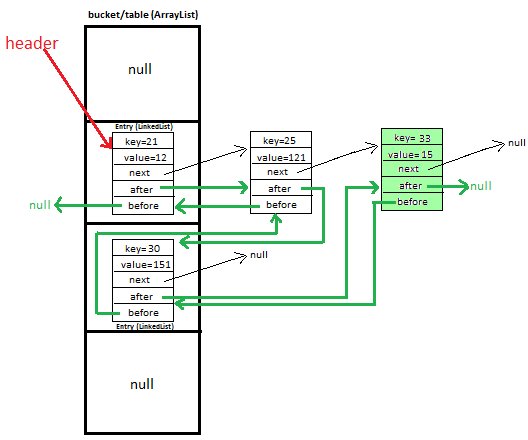 bucket/table (ArrayList)
header
null
Entry (LinkedList)
key=21
value=12
next
after
before
null
key=25
value=121
next
after
before
key= 33
value= 15
next
after
before
null
null
key=30
value=151
next
after
before
Entry (LinkedList)
null
null